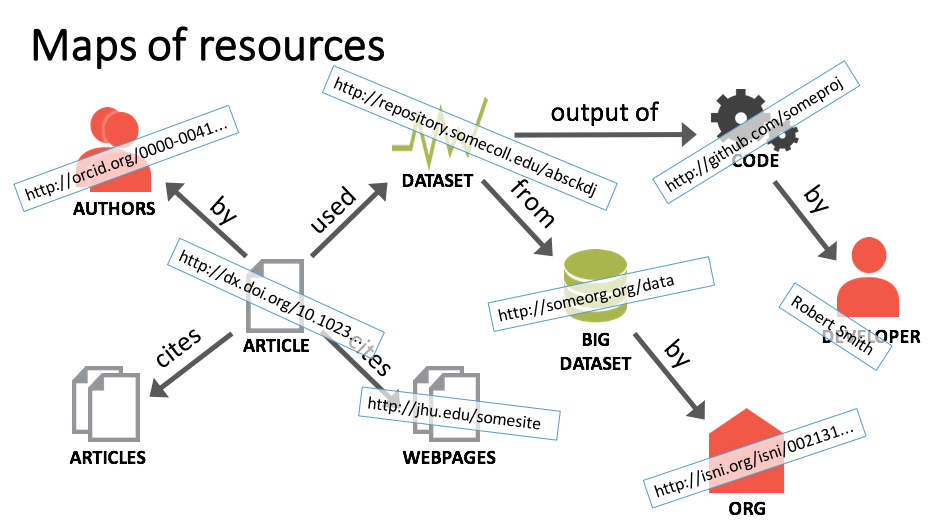 Maps of resources
http://orcid.org/0000-0041...
AUTHORS
http://repository.somecoll.edu/absckdj
DATASET
output of
http://github.com/someproj
CODE
by
used
from
by
http://dx.doi.org/10.1023...
ARTICLE
http://someorg.org/data
BIG
DATASET
Robert Smith
DEVELOPER
cites
cites
by
ARTICLES
http://jhu.edu/somesite
WEBPAGES
http://isni.org/isni/002131...
ORG